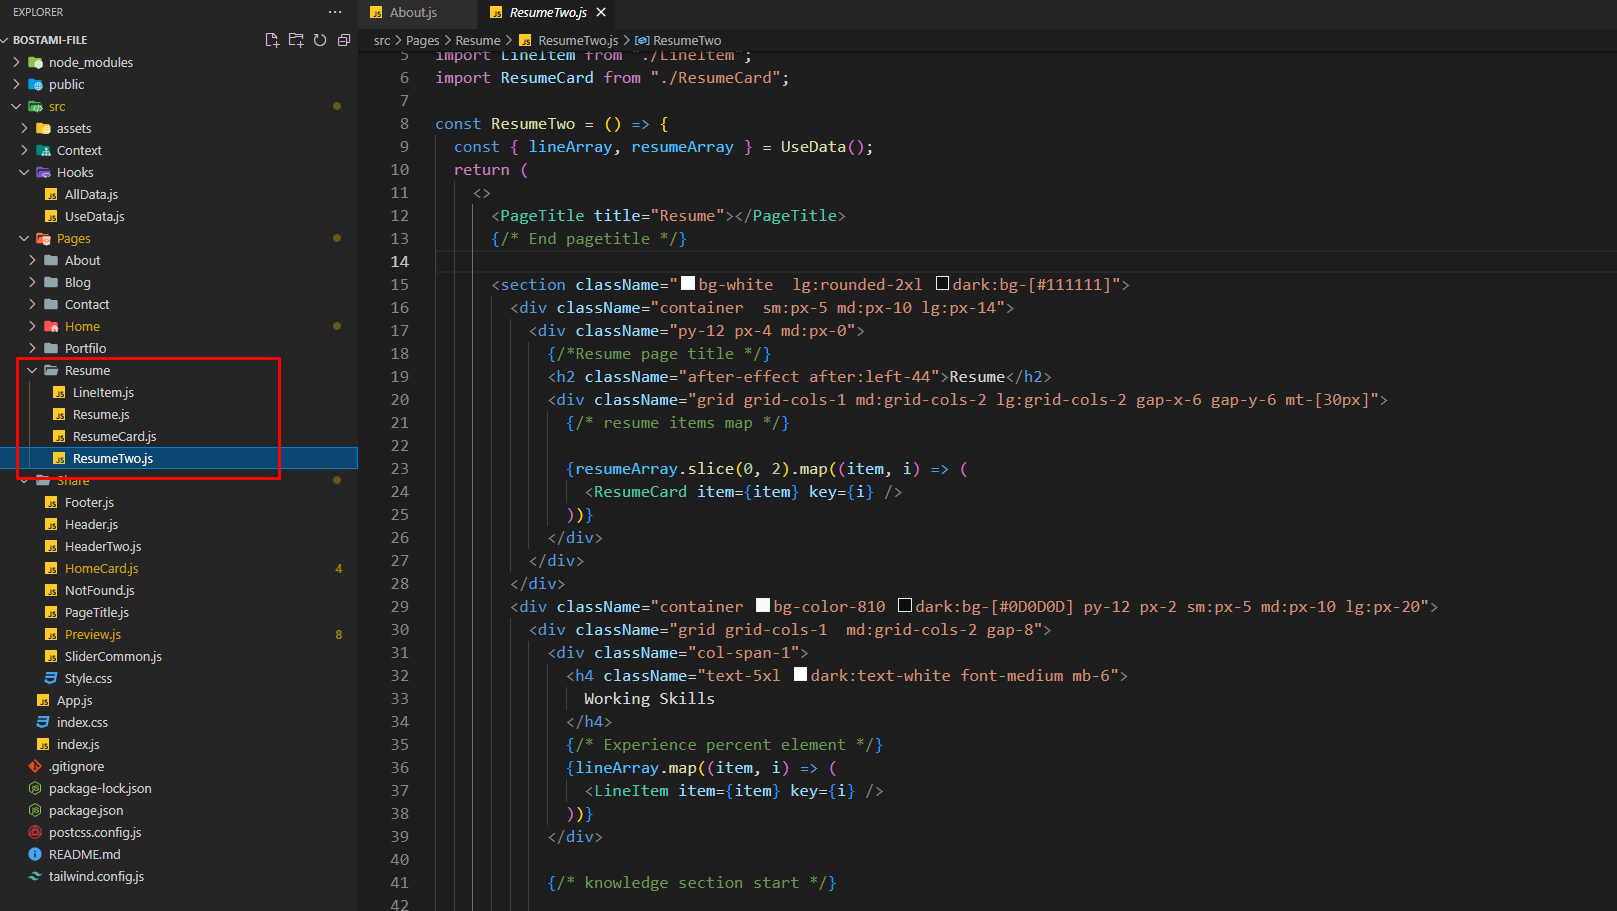 EXPLORER
BOSTAMI-FILE
node_modules
public
src
assets
Context
Hooks
AllData.js
UseData.js
Pages
About
Blog
Contact
Home
Portfilo
Resume
LineItem.js
Resume.js
ResumeCard.js
ResumeTwo.js
Share
Footer.js
Header.js
HeaderTwo.js
HomeCard.js 4
NotFound.js
PageTitle.js
Preview.js 8
SliderCommon.js
Style.css
App.js
index.css
index.js
.gitignore
package-lock.json
package.json
postcss.config.js
README.md
tailwind.config.js
About.js ResumeTwo.js
src > Pages > Resume > ResumeTwo.js > ResumeTwo
5 import LineItem from "./LineItem";
6 import ResumeCard from "./ResumeCard";
7
8 const ResumeTwo = () => {
9 const { lineArray, resumeArray } = UseData();
10 return (
11 <>
12 <PageTitle title="Resume"></PageTitle>
13 {/* End pagetitle */}
14
15 <section className="bg-white  lg:rounded-2xl dark:bg-[#111111]">
16 <div className="container  sm:px-5 md:px-10 lg:px-14">
17 <div className="py-12 px-4 md:px-0">
18 {/*Resume page title */}
19 <h2 className="after-effect after:left-44">Resume</h2>
20 <div className="grid grid-cols-1 md:grid-cols-2 lg:grid-cols-2 gap-x-6 gap-y-6 mt-[30px]">
21 {/* resume items map */}
22
23 {resumeArray.slice(0, 2).map((item, i) => (
24 <ResumeCard item={item} key={i} />
25 ))}
26 </div>
27 </div>
28 </div>
29 <div className="container bg-color-810 dark:bg-[#0D0D0D] py-12 px-2 sm:px-5 md:px-10 lg:px-20">
30 <div className="grid grid-cols-1  md:grid-cols-2 gap-8">
31 <div className="col-span-1">
32 <h4 className="text-5xl dark:text-white font-medium mb-6">
33 Working Skills
34 </h4>
35 {/* Experience percent element */}
36 {lineArray.map((item, i) => (
37 <LineItem item={item} key={i} />
38 ))}
39 </div>
40
41 {/* knowledge section start */}
42